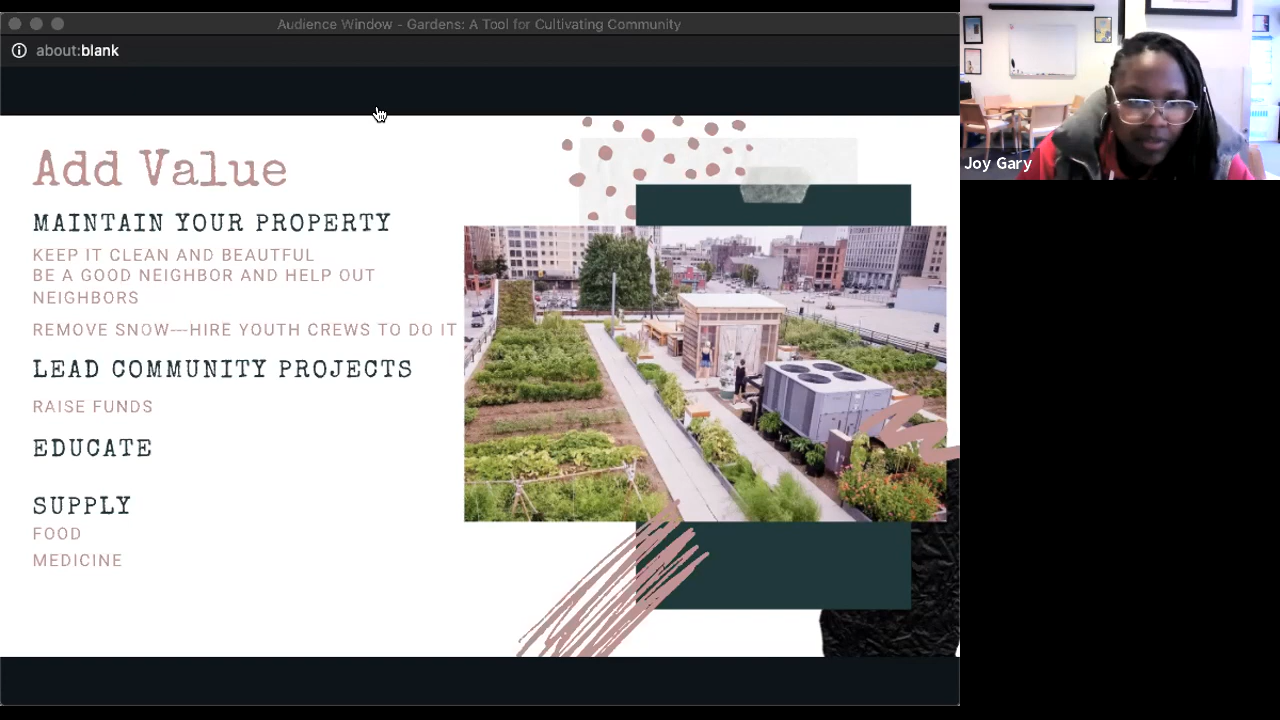 Audience Window - Gardens: A Tool for Cultivating Community
about:blank
Add Value
MAINTAIN YOUR PROPERTY
KEEP IT CLEAN AND BEAUTFUL
BE A GOOD NEIGHBOR AND HELP OUT
NEIGHBORS
REMOVE SNOW---HIRE YOUTH CREWS TO DO IT
LEAD COMMUNITY PROJECTS
RAISE FUNDS
EDUCATE
SUPPLY
FOOD
MEDICINE
Joy Gary